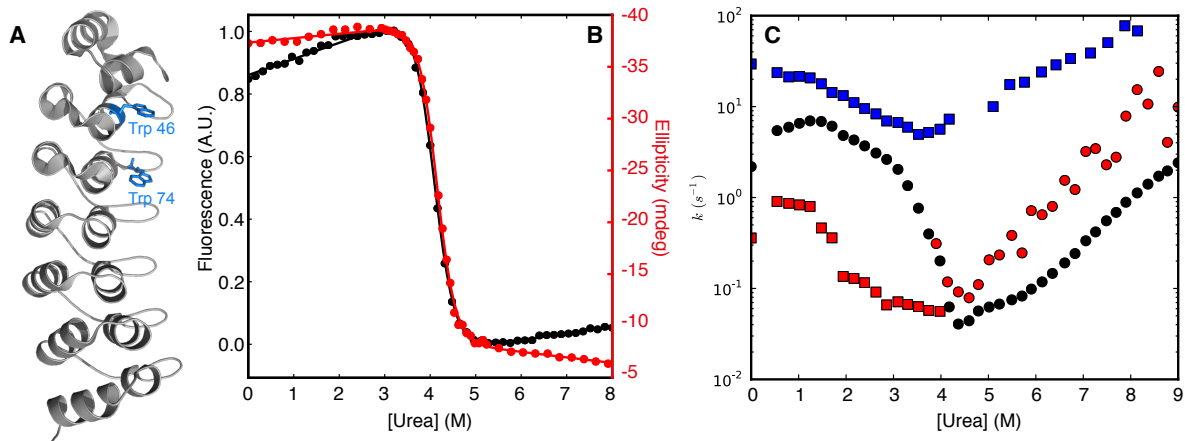 A
Trp 46
Trp 74
B
Fluorescence (A.U.)
1.0
0.8
0.6
0.4
0.2
0.0
0 1 2 3 4 5 6 7 8
[Urea] (M)
-40
-38
-30
-25
-20
-15
-10
-5
Ellipticity (mdeg)
C
k (s⁻¹)
10²
10¹
10⁰
10⁻¹
10⁻²
0 1 2 3 4 5 6 7 8 9
[Urea] (M)